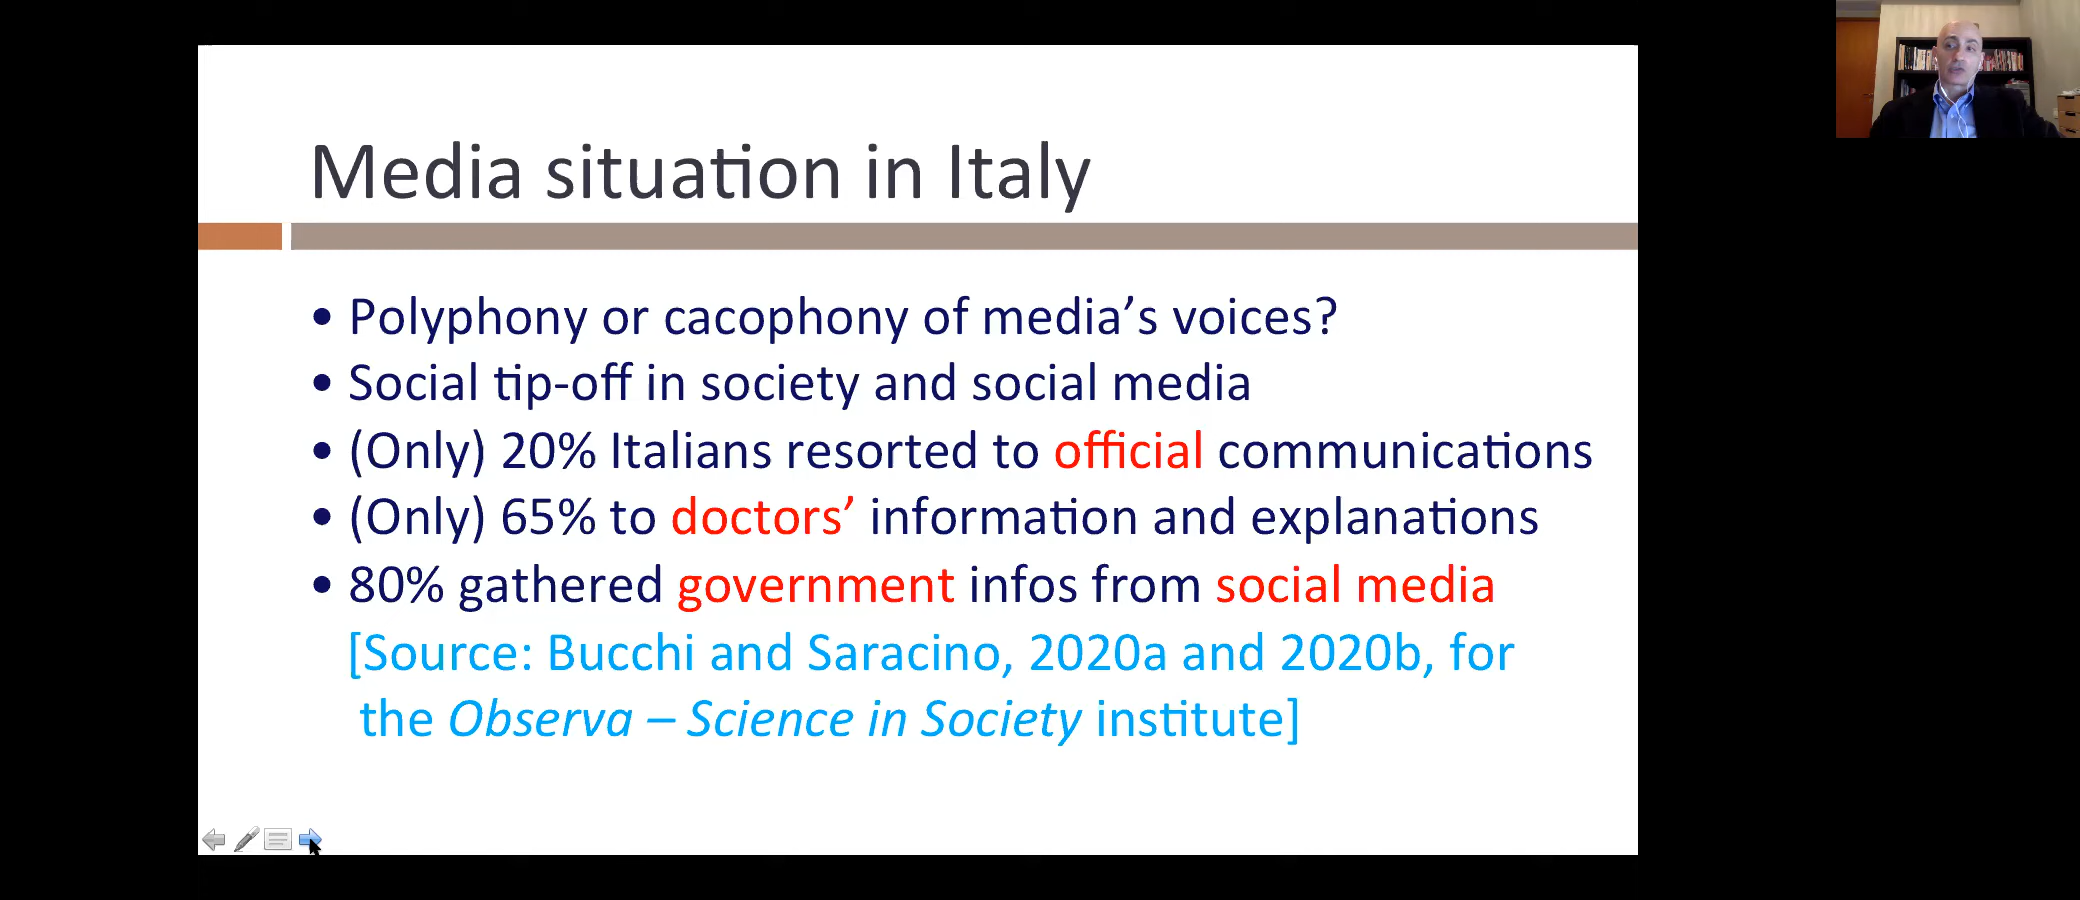 Media situation in Italy
• Polyphony or cacophony of media’s voices?
• Social tip-off in society and social media
• (Only) 20% Italians resorted to official communications
• (Only) 65% to doctors’ information and explanations
• 80% gathered government infos from social media
[Source: Bucchi and Saracino, 2020a and 2020b, for
the Observa – Science in Society institute]